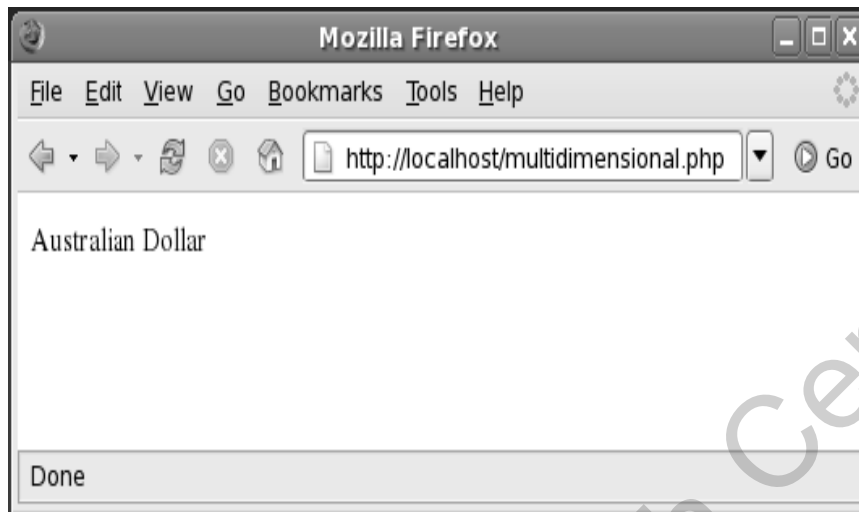 Mozilla Firefox
File Edit View Go Bookmarks Tools Help
http://localhost/multidimensional.php Go
Australian Dollar
Done